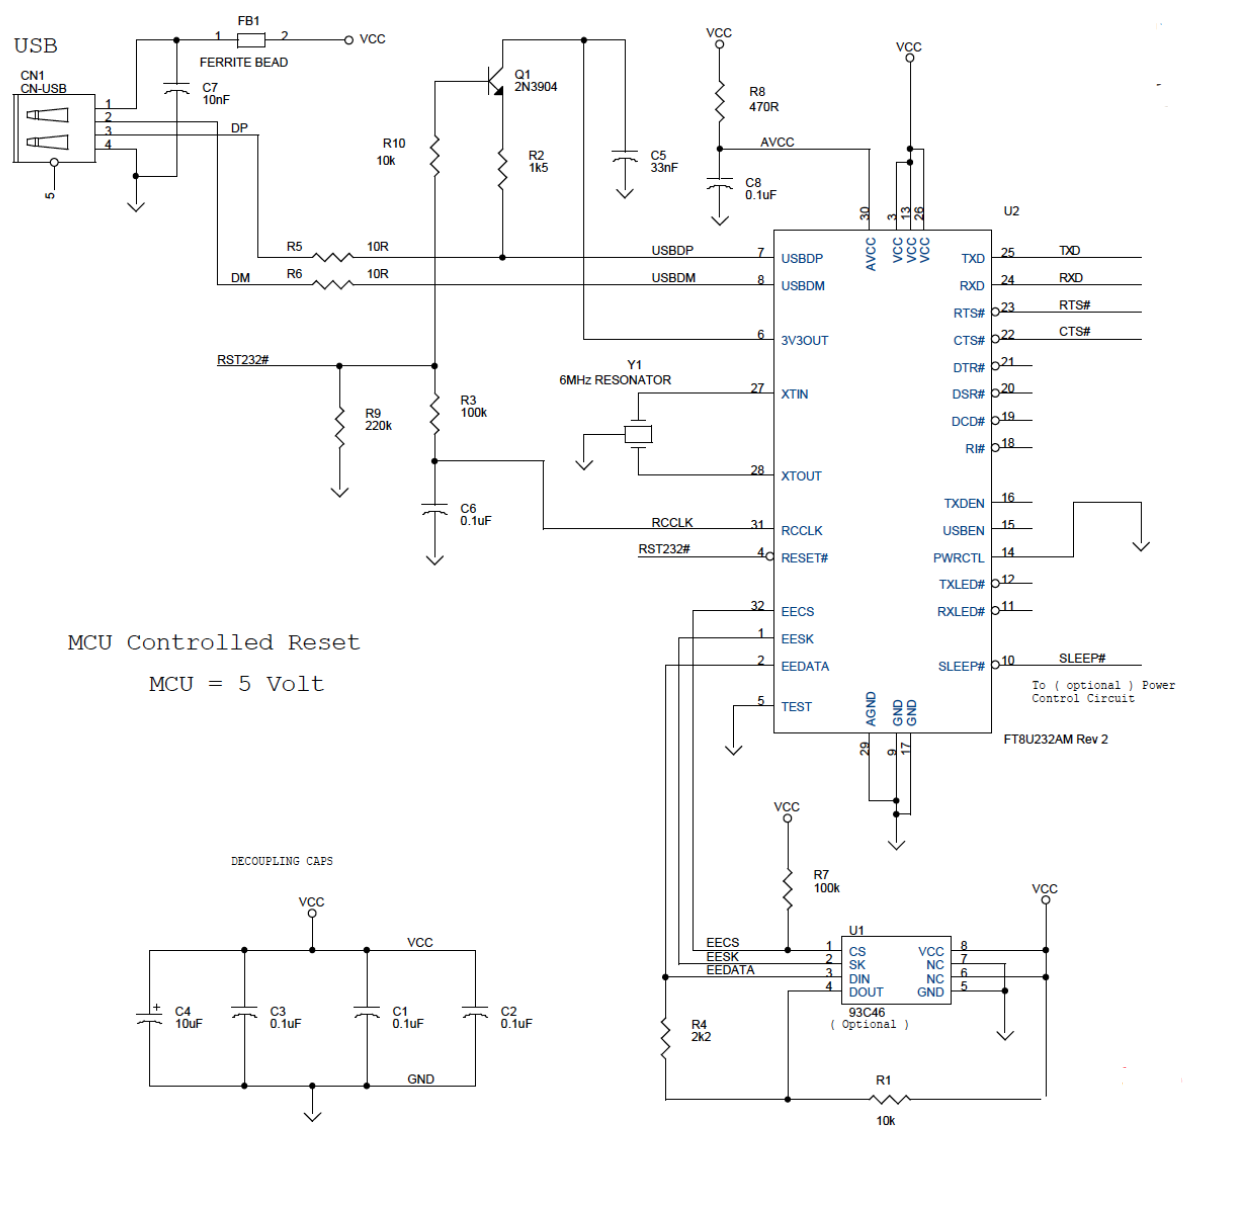 USB
FB1
1 2
VCC
FERRITE BEAD
CN1
CN-USB
C7
10nF
1
2
3
4
5
DP
Q1
2N3904
R10
10k
R2
1k5
C5
33nF
VCC
R8
470R
AVCC
C8
0.1uF
VCC
30 3 13 26
U2
AVCC VCC VCC VCC
R5 10R USBDP 7 USBDP
DM R6 10R USBDM 8 USBDM
6 3V3OUT
27 XTIN
28 XTOUT
RCCLK 31 RCCLK
RST232# 4 RESET#
32 EECS
1 EESK
2 EEDATA
5 TEST
TXD 25 TXD
RXD 24 RXD
RTS# 23 RTS#
CTS# 22 CTS#
DTR# 21
DSR# 20
DCD# 19
RI# 18
TXDEN 16
USBEN 15
PWRCTL 14
TXLED# 12
RXLED# 11
SLEEP# 10 SLEEP#
To ( optional ) Power
Control Circuit
AGND GND GND
29 9 17
FT8U232AM Rev 2
Y1
6MHz RESONATOR
RST232#
R9
220k
R3
100k
C6
0.1uF
MCU Controlled Reset
MCU = 5 Volt
DECOUPLING CAPS
VCC
VCC
C4
10uF
+
C3
0.1uF
C1
0.1uF
C2
0.1uF
GND
VCC
R7
100k
VCC
U1
EECS 1 CS VCC 8
EESK 2 SK NC 7
EEDATA 3 DIN NC 6
4 DOUT GND 5
93C46
( Optional )
R4
2k2
R1
10k